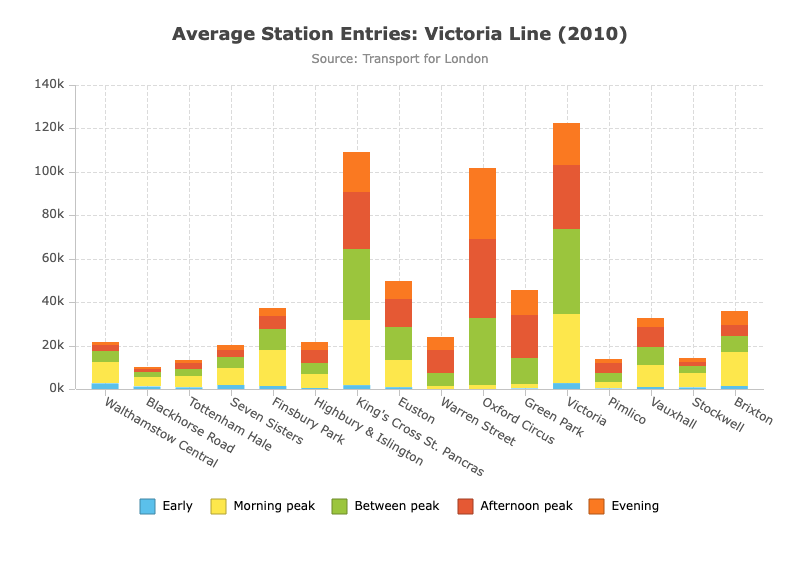 Average Station Entries: Victoria Line (2010)
Source: Transport for London
140k
120k
100k
80k
60k
40k
20k
0k
Walthamstow Central
Blackhorse Road
Tottenham Hale
Seven Sisters
Finsbury Park
Highbury & Islington
King's Cross St. Pancras
Euston
Warren Street
Oxford Circus
Green Park
Victoria
Pimlico
Vauxhall
Stockwell
Brixton
Early Morning peak Between peak Afternoon peak Evening